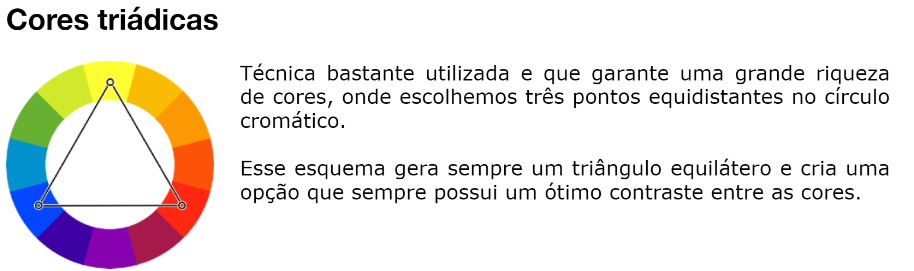 Cores triádicas
Técnica bastante utilizada e que garante uma grande riqueza
de cores, onde escolhemos três pontos equidistantes no círculo
cromático.
Esse esquema gera sempre um triângulo equilátero e cria uma
opção que sempre possui um ótimo contraste entre as cores.